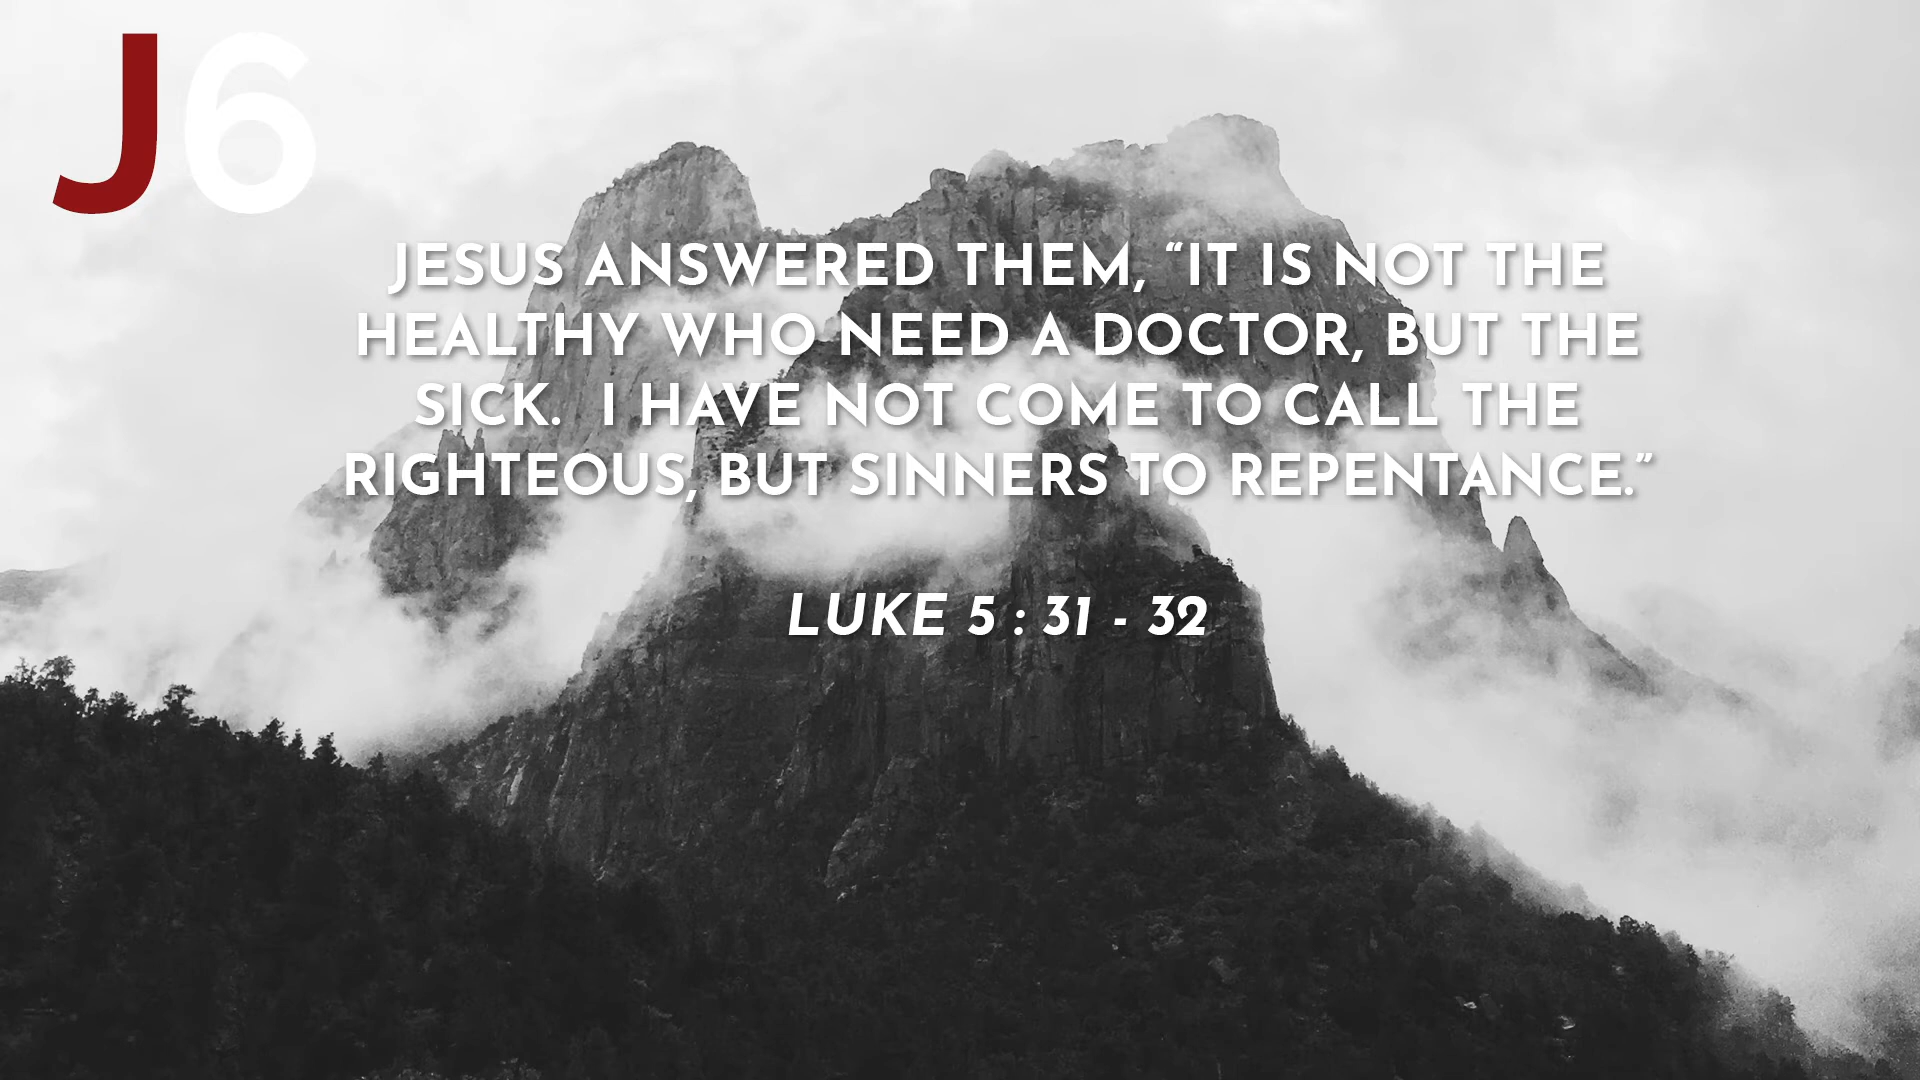 J6
JESUS ANSWERED THEM, “IT IS NOT THE
HEALTHY WHO NEED A DOCTOR, BUT THE
SICK.  I HAVE NOT COME TO CALL THE
RIGHTEOUS, BUT SINNERS TO REPENTANCE.”
LUKE 5 : 31 - 32